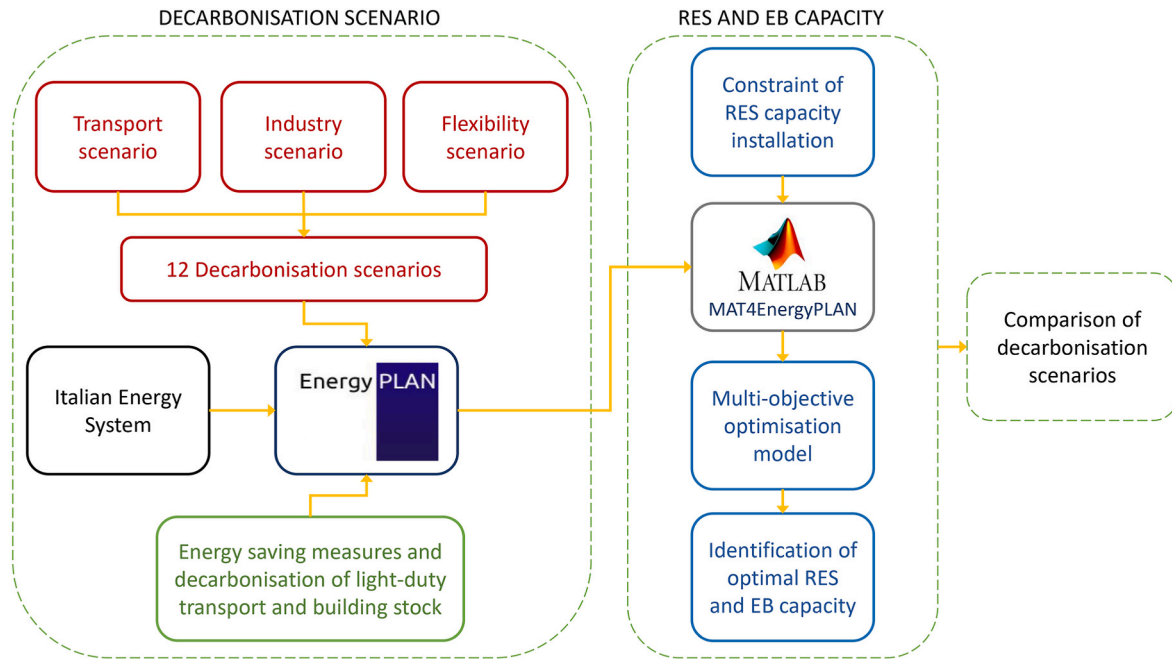 DECARBONISATION SCENARIO
Transport
scenario
Industry
scenario
Flexibility
scenario
12 Decarbonisation scenarios
Italian Energy
System
Energy PLAN
Energy saving measures and
decarbonisation of light-duty
transport and building stock
RES AND EB CAPACITY
Constraint of
RES capacity
installation
MATLAB
MAT4EnergyPLAN
Multi-objective
optimisation
model
Identification of
optimal RES
and EB capacity
Comparison of
decarbonisation
scenarios